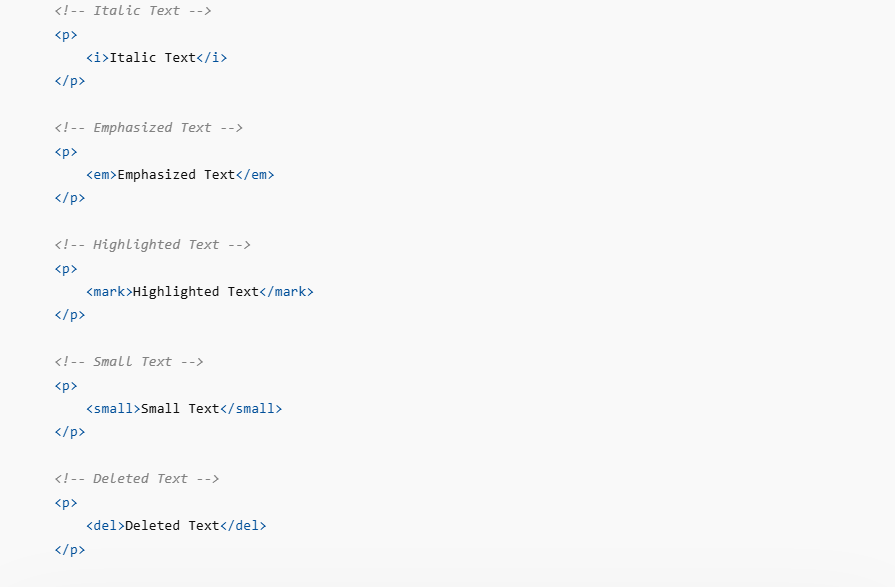 <!-- Italic Text -->
<p>
<i>Italic Text</i>
</p>
<!-- Emphasized Text -->
<p>
<em>Emphasized Text</em>
</p>
<!-- Highlighted Text -->
<p>
<mark>Highlighted Text</mark>
</p>
<!-- Small Text -->
<p>
<small>Small Text</small>
</p>
<!-- Deleted Text -->
<p>
<del>Deleted Text</del>
</p>